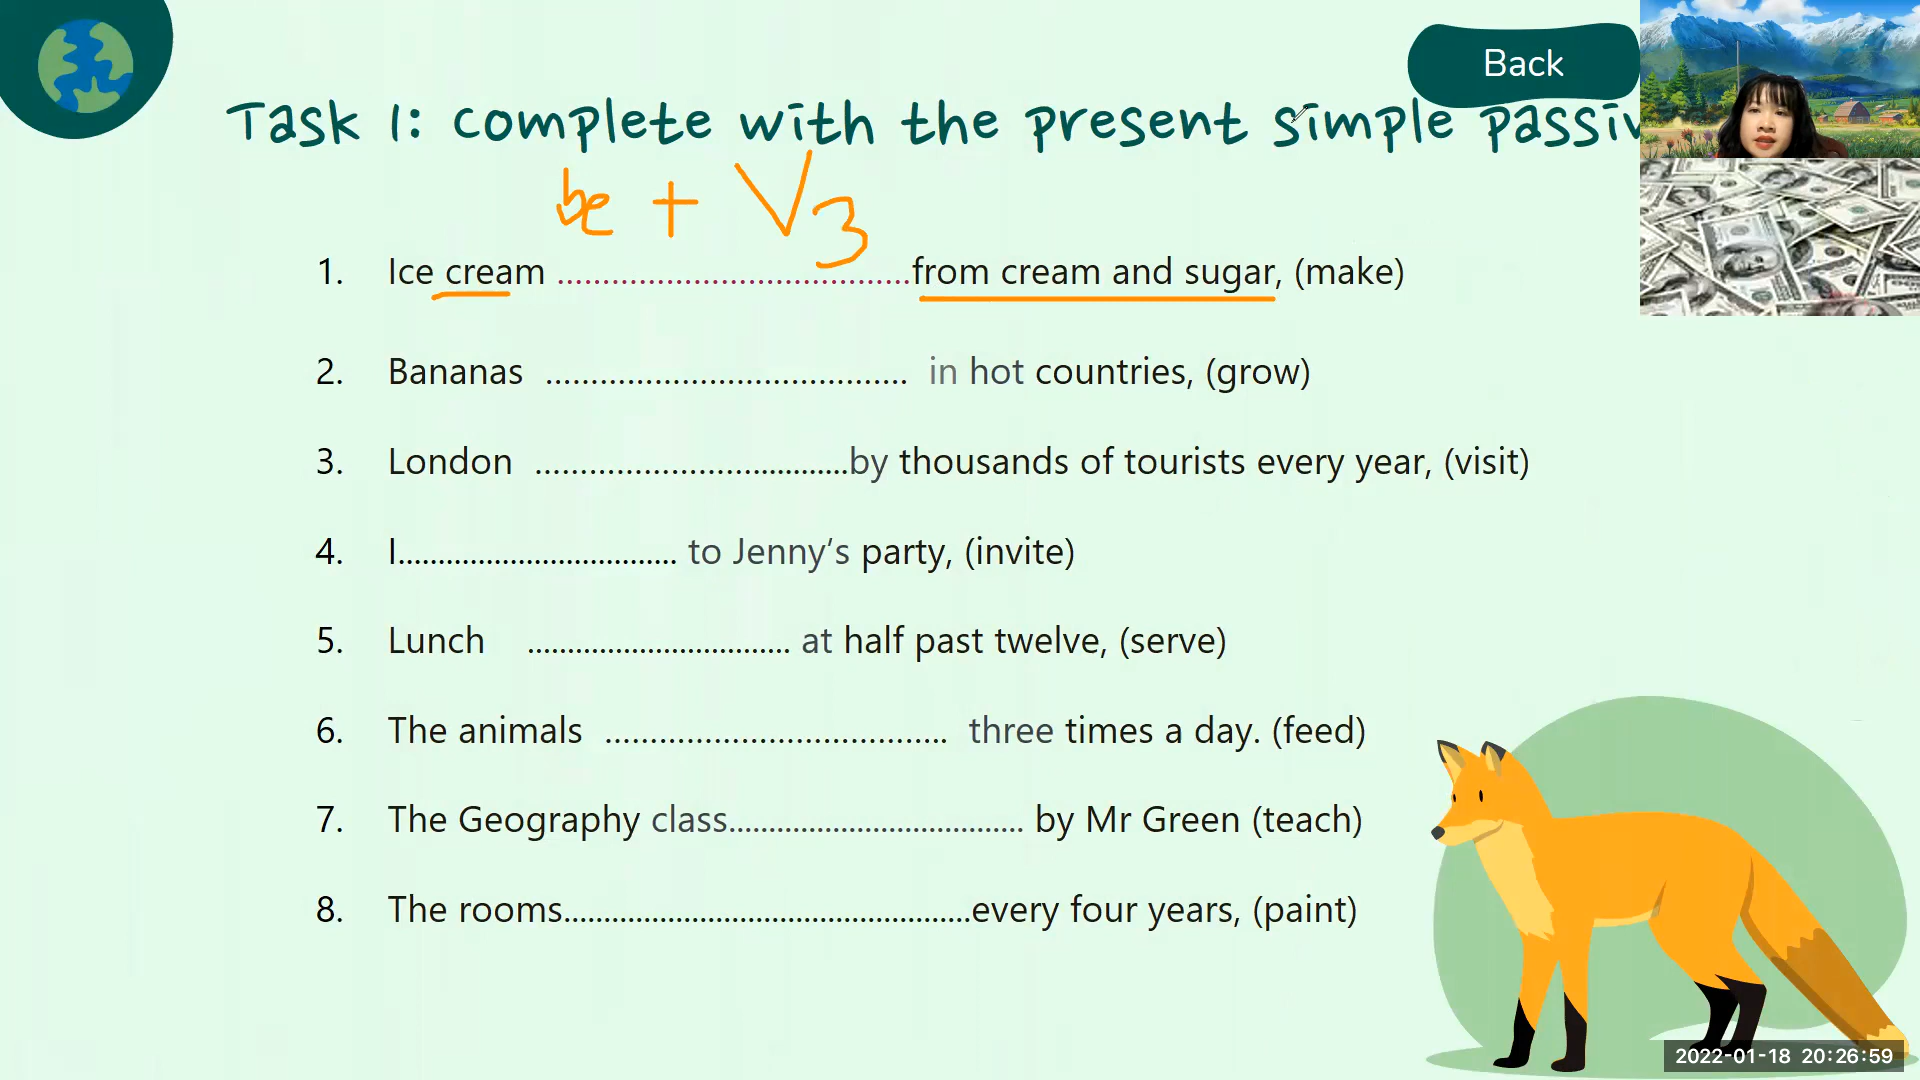 Back
Task 1: complete with the present simple passiv
be + V3
1. Ice cream .......................................from cream and sugar, (make)
2. Bananas ........................................ in hot countries, (grow)
3. London ...................................by thousands of tourists every year, (visit)
4. I.................................. to Jenny’s party, (invite)
5. Lunch ................................. at half past twelve, (serve)
6. The animals ...................................... three times a day. (feed)
7. The Geography class.................................... by Mr Green (teach)
8. The rooms..................................................every four years, (paint)
2022-01-18 20:26:59